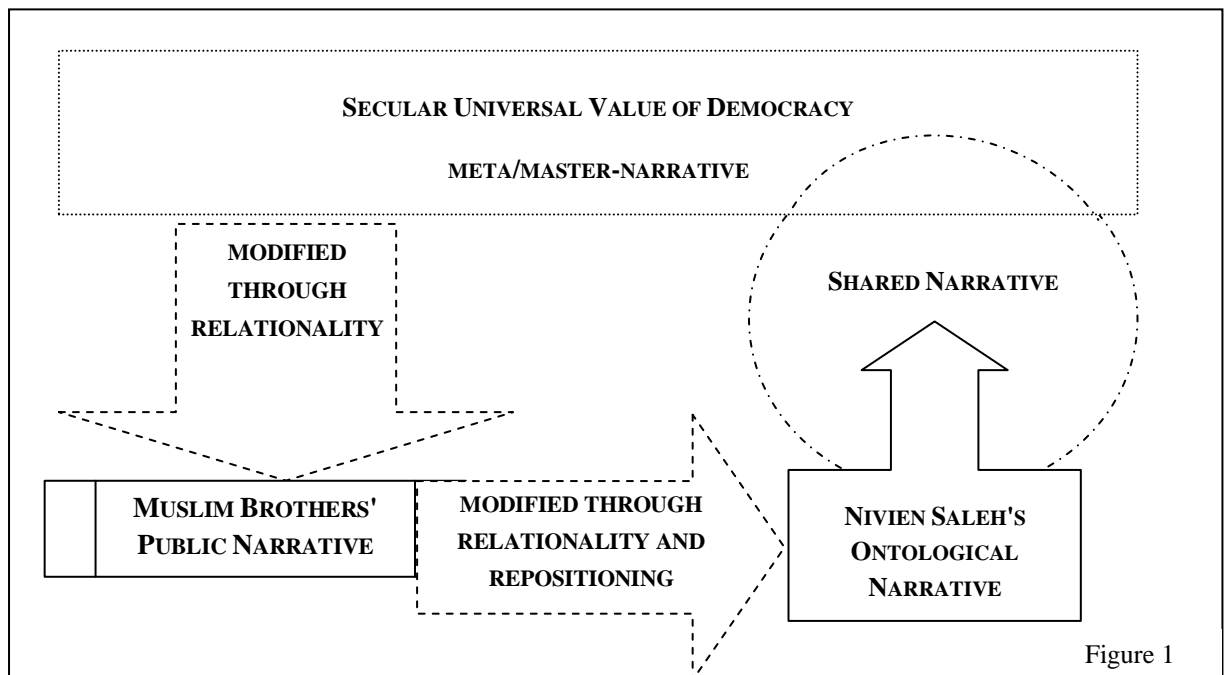 SECULAR UNIVERSAL VALUE OF DEMOCRACY
META/MASTER-NARRATIVE
MODIFIED
THROUGH
RELATIONALITY
SHARED NARRATIVE
MUSLIM BROTHERS'
PUBLIC NARRATIVE
MODIFIED THROUGH
RELATIONALITY AND
REPOSITIONING
NIVIEN SALEH'S
ONTOLOGICAL
NARRATIVE
Figure 1